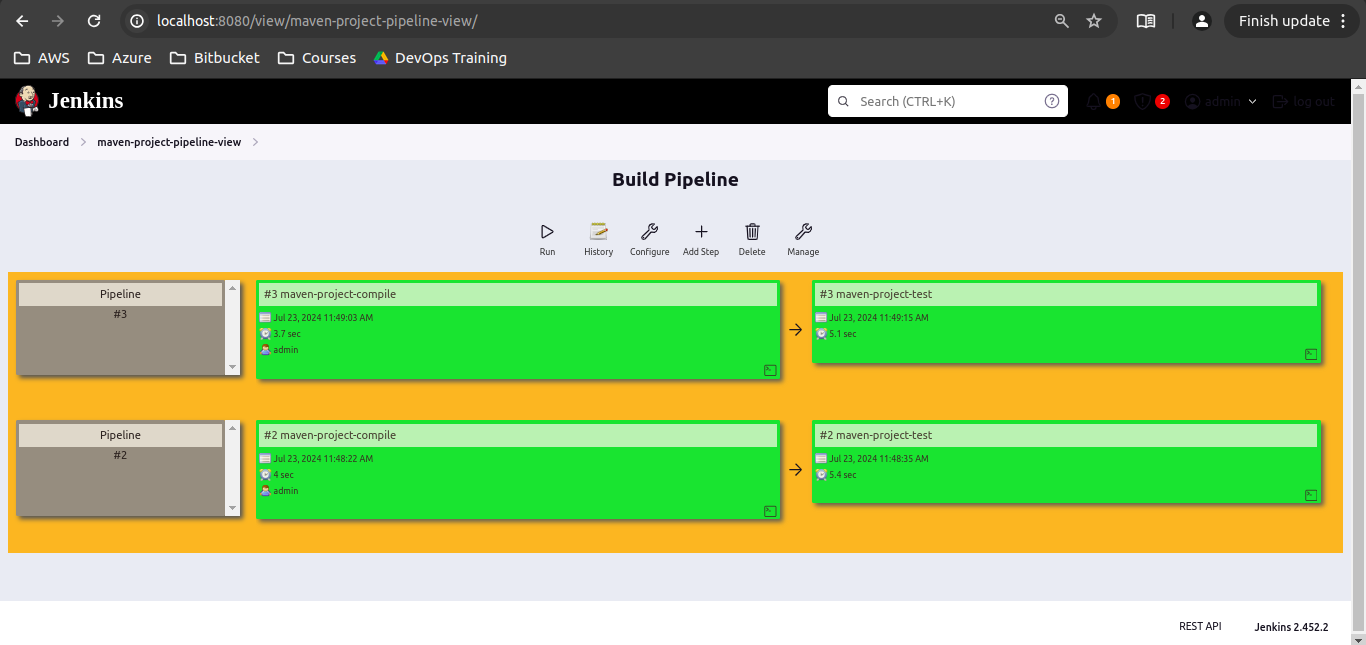 localhost:8080/view/maven-project-pipeline-view/
Finish update
AWS
Azure
Bitbucket
Courses
DevOps Training
Jenkins
Search (CTRL+K)
?
1
2
admin
log out
Dashboard
maven-project-pipeline-view
Build Pipeline
Run
History
Configure
Add Step
Delete
Manage
Pipeline
#3
#3 maven-project-compile
Jul 23, 2024 11:49:03 AM
3.7 sec
admin
#3 maven-project-test
Jul 23, 2024 11:49:15 AM
5.1 sec
Pipeline
#2
#2 maven-project-compile
Jul 23, 2024 11:48:22 AM
4 sec
admin
#2 maven-project-test
Jul 23, 2024 11:48:35 AM
5.4 sec
REST API
Jenkins 2.452.2